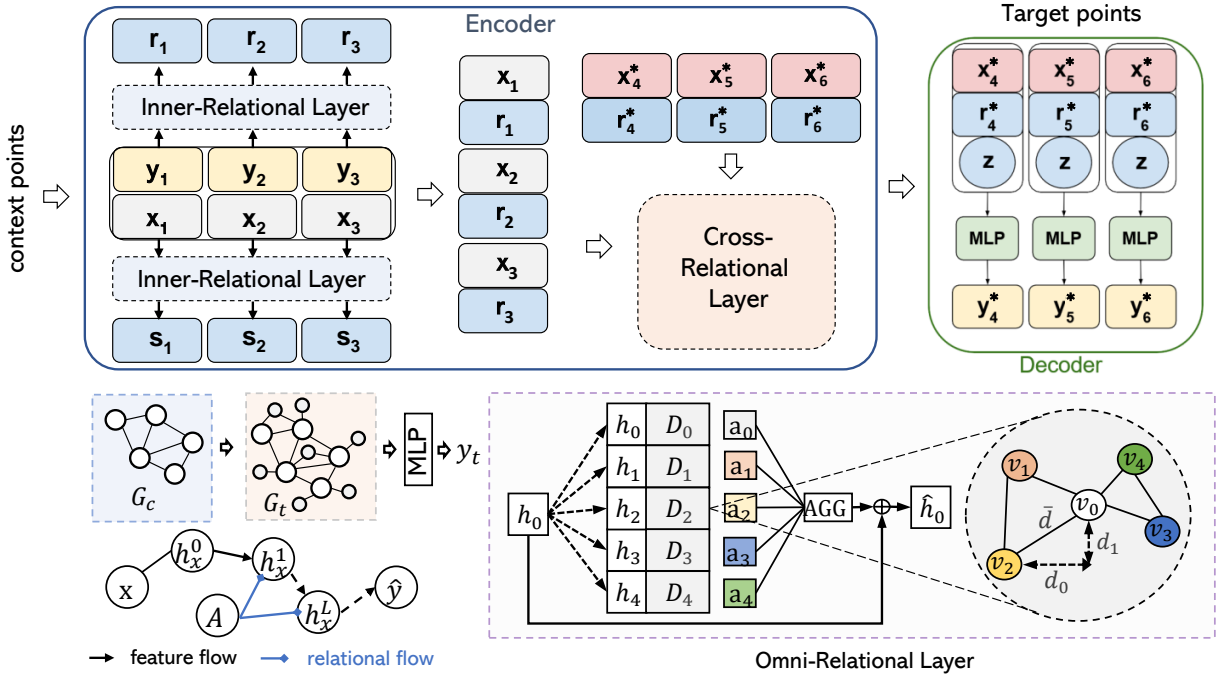 Encoder
Target points
context points
r1 r2 r3
Inner-Relational Layer
y1 y2 y3
x1 x2 x3
Inner-Relational Layer
s1 s2 s3
x1
r1
x2
r2
x3
r3
x*4 x*5 x*6
r*4 r*5 r*6
Cross-
Relational
Layer
x*4 x*5 x*6
r*4 r*5 r*6
z z z
MLP MLP MLP
y*4 y*5 y*6
Decoder
Gc
Gt
MLP
yt
x
h0x
h1x
A
hLx
ŷ
feature flow
relational flow
h0
h0 D0 a0
h1 D1 a1
h2 D2 a2
h3 D3 a3
h4 D4 a4
AGG
⊕
ĥ0
v1
v4
v0
v3
v2
d̄
d1
d0
Omni-Relational Layer